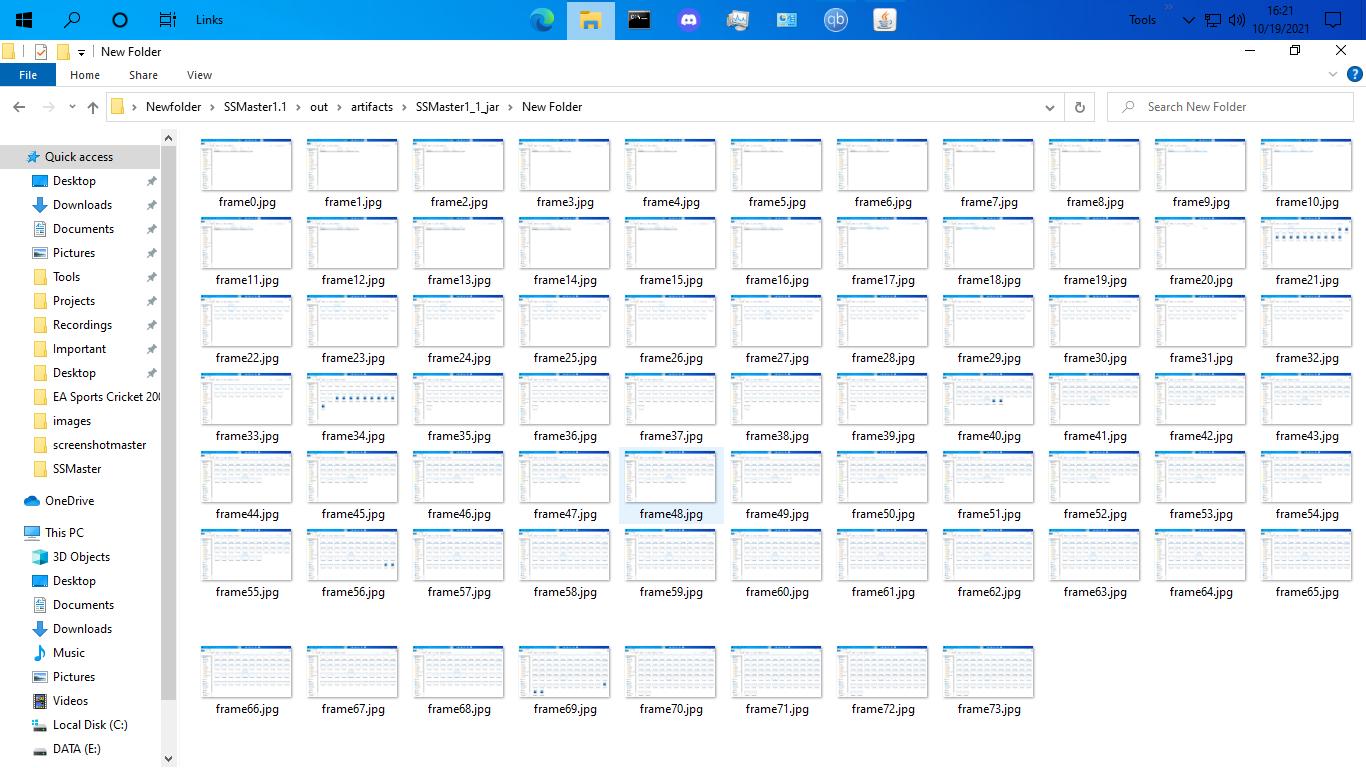 Links
Tools
16:21
10/19/2021
New Folder
File Home Share View
Newfolder SSMaster1.1 out artifacts SSMaster1_1_jar New Folder
Search New Folder
Quick access
Desktop
Downloads
Documents
Pictures
Tools
Projects
Recordings
Important
Desktop
EA Sports Cricket 200
images
screenshotmaster
SSMaster
OneDrive
This PC
3D Objects
Desktop
Documents
Downloads
Music
Pictures
Videos
Local Disk (C:)
DATA (E:)
frame0.jpg frame1.jpg frame2.jpg frame3.jpg frame4.jpg frame5.jpg frame6.jpg frame7.jpg frame8.jpg frame9.jpg frame10.jpg
frame11.jpg frame12.jpg frame13.jpg frame14.jpg frame15.jpg frame16.jpg frame17.jpg frame18.jpg frame19.jpg frame20.jpg frame21.jpg
frame22.jpg frame23.jpg frame24.jpg frame25.jpg frame26.jpg frame27.jpg frame28.jpg frame29.jpg frame30.jpg frame31.jpg frame32.jpg
frame33.jpg frame34.jpg frame35.jpg frame36.jpg frame37.jpg frame38.jpg frame39.jpg frame40.jpg frame41.jpg frame42.jpg frame43.jpg
frame44.jpg frame45.jpg frame46.jpg frame47.jpg frame48.jpg frame49.jpg frame50.jpg frame51.jpg frame52.jpg frame53.jpg frame54.jpg
frame55.jpg frame56.jpg frame57.jpg frame58.jpg frame59.jpg frame60.jpg frame61.jpg frame62.jpg frame63.jpg frame64.jpg frame65.jpg
frame66.jpg frame67.jpg frame68.jpg frame69.jpg frame70.jpg frame71.jpg frame72.jpg frame73.jpg